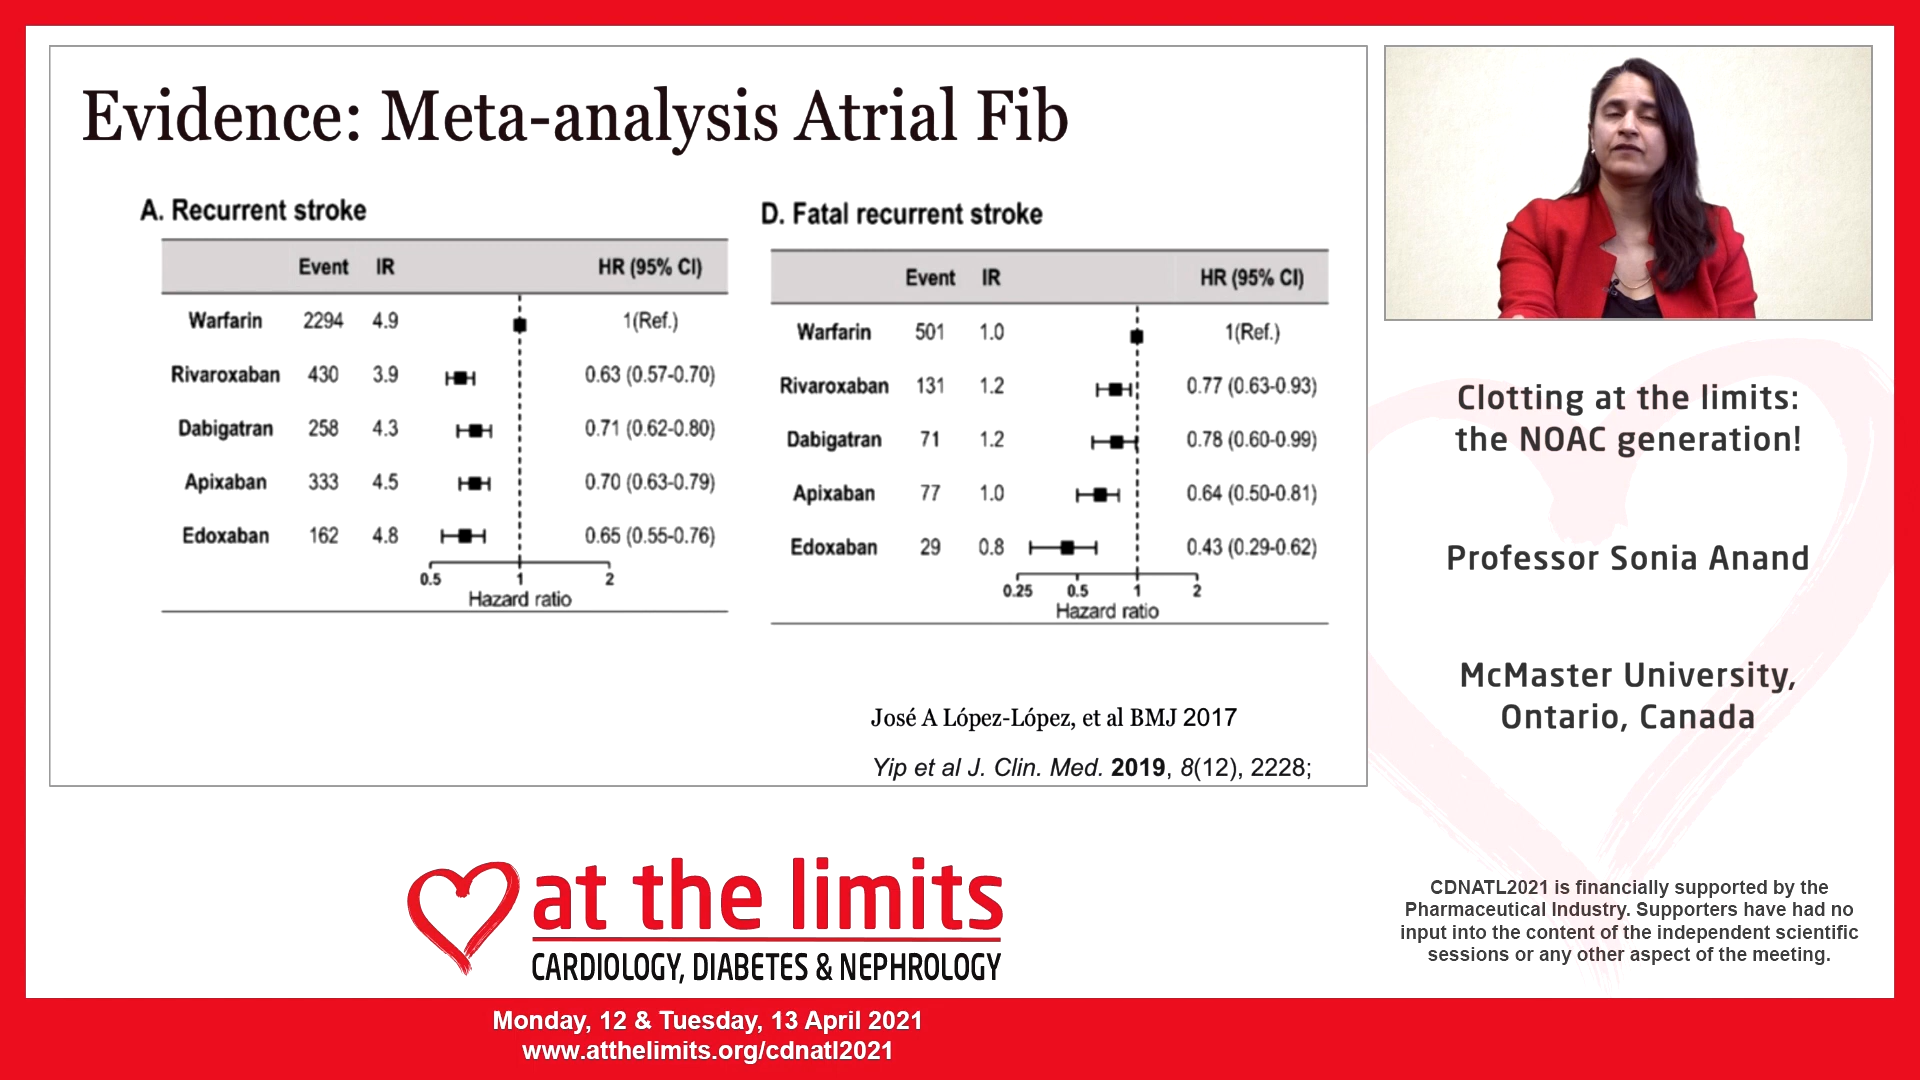 Evidence: Meta-analysis Atrial Fib
A. Recurrent stroke
Event IR HR (95% CI)
Warfarin 2294 4.9 1(Ref.)
Rivaroxaban 430 3.9 0.63 (0.57-0.70)
Dabigatran 258 4.3 0.71 (0.62-0.80)
Apixaban 333 4.5 0.70 (0.63-0.79)
Edoxaban 162 4.8 0.65 (0.55-0.76)
0.5 1 2
Hazard ratio
D. Fatal recurrent stroke
Event IR HR (95% CI)
Warfarin 501 1.0 1(Ref.)
Rivaroxaban 131 1.2 0.77 (0.63-0.93)
Dabigatran 71 1.2 0.78 (0.60-0.99)
Apixaban 77 1.0 0.64 (0.50-0.81)
Edoxaban 29 0.8 0.43 (0.29-0.62)
0.25 0.5 1 2
Hazard ratio
José A López-López, et al BMJ 2017
Yip et al J. Clin. Med. 2019, 8(12), 2228;
Clotting at the limits:
the NOAC generation!
Professor Sonia Anand
McMaster University,
Ontario, Canada
CDNATL2021 is financially supported by the
Pharmaceutical Industry. Supporters have had no
input into the content of the independent scientific
sessions or any other aspect of the meeting.
at the limits
CARDIOLOGY, DIABETES & NEPHROLOGY
Monday, 12 & Tuesday, 13 April 2021
www.atthelimits.org/cdnatl2021